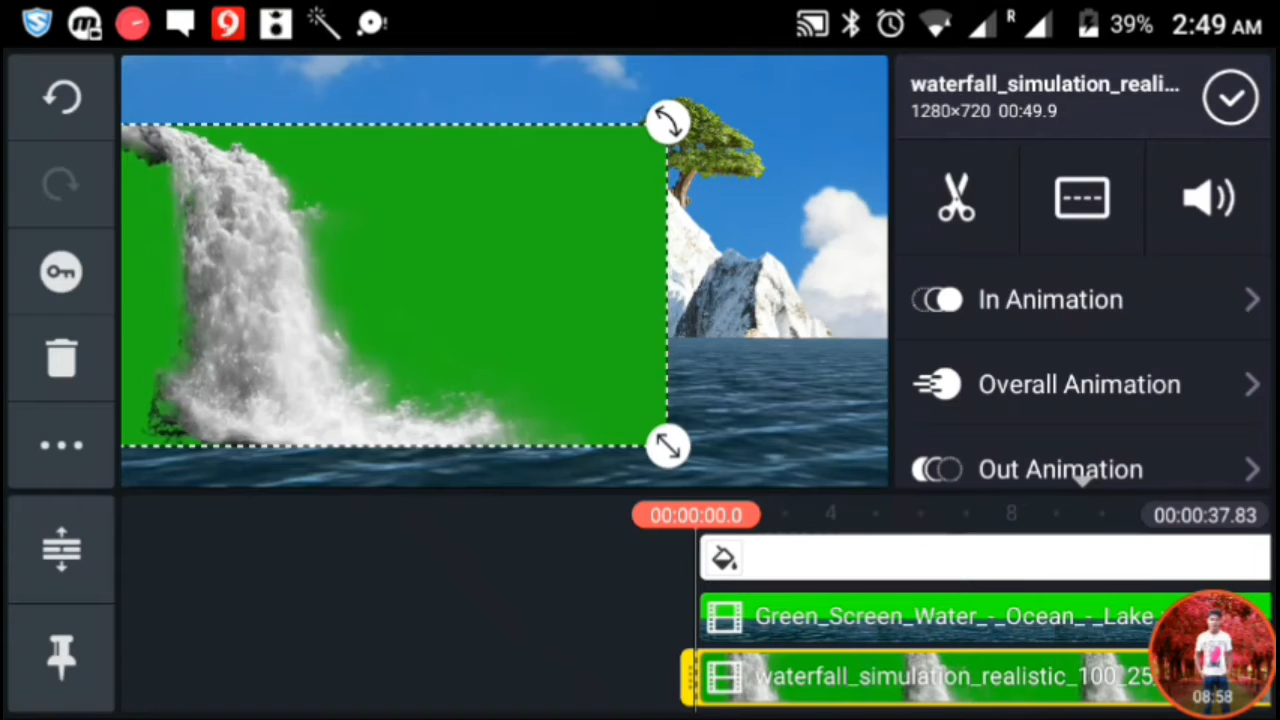 R 39% 2:49 AM
waterfall_simulation_reali...
1280×720 00:49.9
In Animation
Overall Animation
Out Animation
00:00:00.0 4 8 00:00:37.83
Green_Screen_Water_-_Ocean_-_Lake
waterfall_simulation_realistic_100_25
08:58